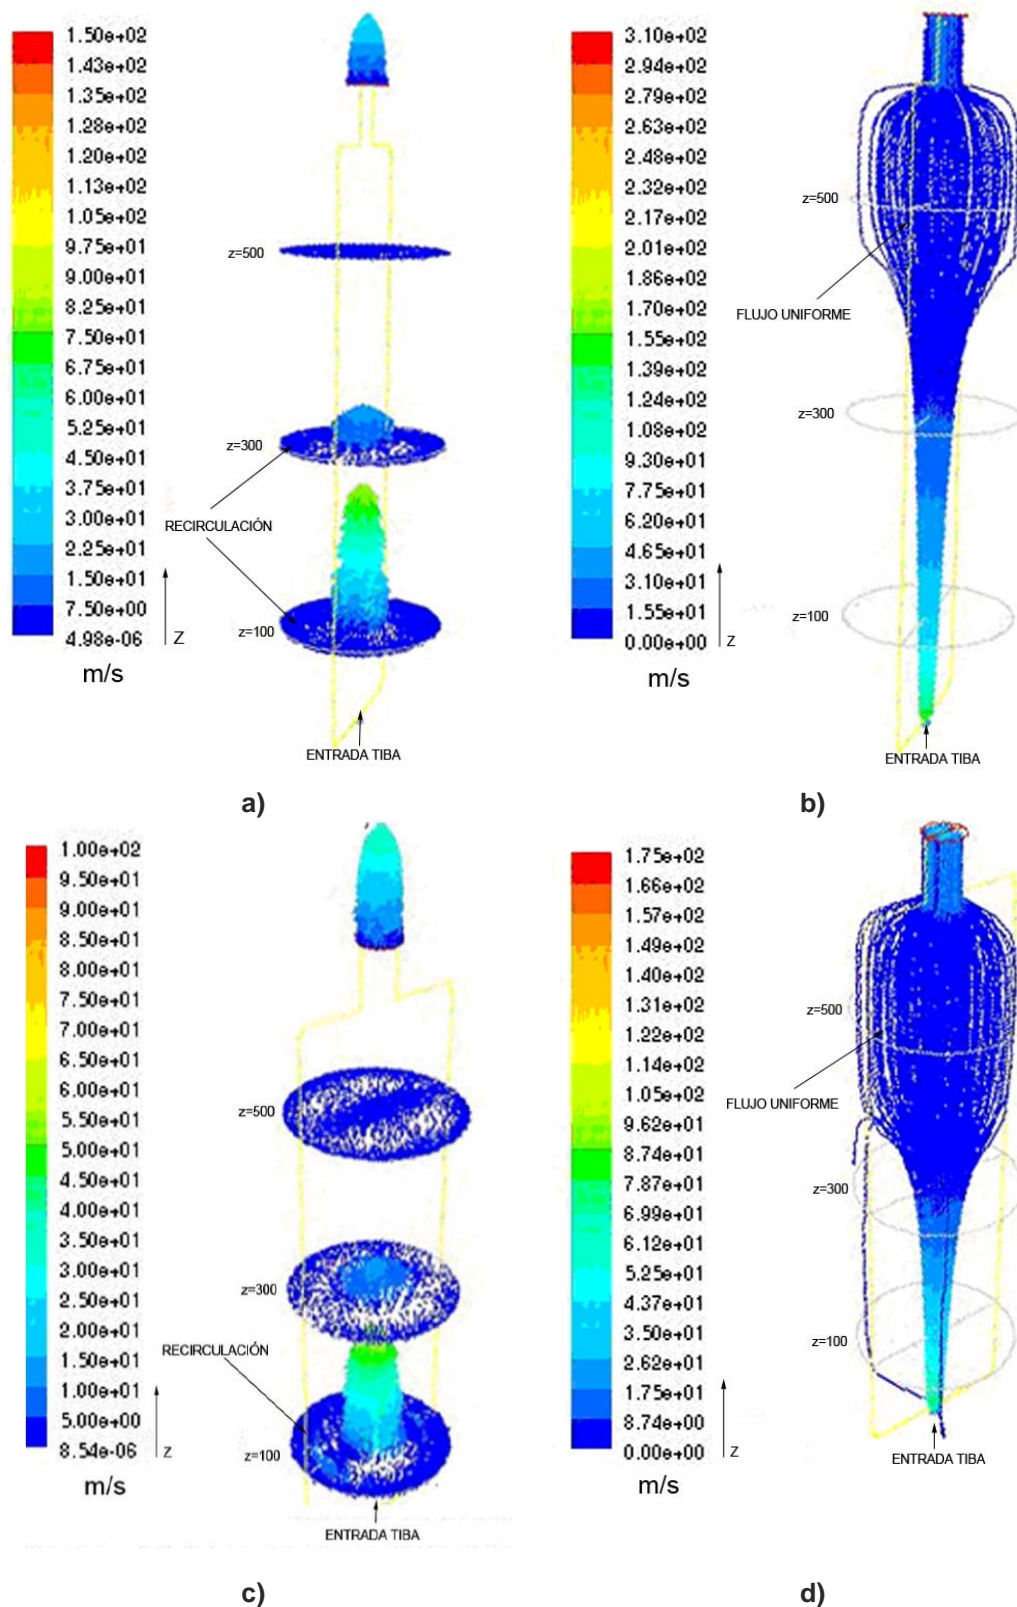 1.50e+02
1.43e+02
1.35e+02
1.28e+02
1.20e+02
1.13e+02
1.05e+02
9.75e+01
9.00e+01
8.25e+01
7.50e+01
6.75e+01
6.00e+01
5.25e+01
4.50e+01
3.75e+01
3.00e+01
2.25e+01
1.50e+01
7.50e+00
4.98e-06
m/s
Z
z=500
z=300
RECIRCULACIÓN
z=100
ENTRADA TIBA
a)
3.10e+02
2.94e+02
2.79e+02
2.63e+02
2.48e+02
2.32e+02
2.17e+02
2.01e+02
1.86e+02
1.70e+02
1.55e+02
1.39e+02
1.24e+02
1.08e+02
9.30e+01
7.75e+01
6.20e+01
4.65e+01
3.10e+01
1.55e+01
0.00e+00
m/s
Z
z=500
FLUJO UNIFORME
z=300
z=100
ENTRADA TIBA
b)
1.00e+02
9.50e+01
9.00e+01
8.50e+01
8.00e+01
7.50e+01
7.00e+01
6.50e+01
6.00e+01
5.50e+01
5.00e+01
4.50e+01
4.00e+01
3.50e+01
3.00e+01
2.50e+01
2.00e+01
1.50e+01
1.00e+01
5.00e+00
8.54e-06
m/s
Z
z=500
z=300
RECIRCULACIÓN
z=100
ENTRADA TIBA
c)
1.75e+02
1.66e+02
1.57e+02
1.49e+02
1.40e+02
1.31e+02
1.22e+02
1.14e+02
1.05e+02
9.62e+01
8.74e+01
7.87e+01
6.99e+01
6.12e+01
5.25e+01
4.37e+01
3.50e+01
2.62e+01
1.75e+01
8.74e+00
0.00e+00
m/s
Z
z=500
FLUJO UNIFORME
z=300
z=100
ENTRADA TIBA
d)